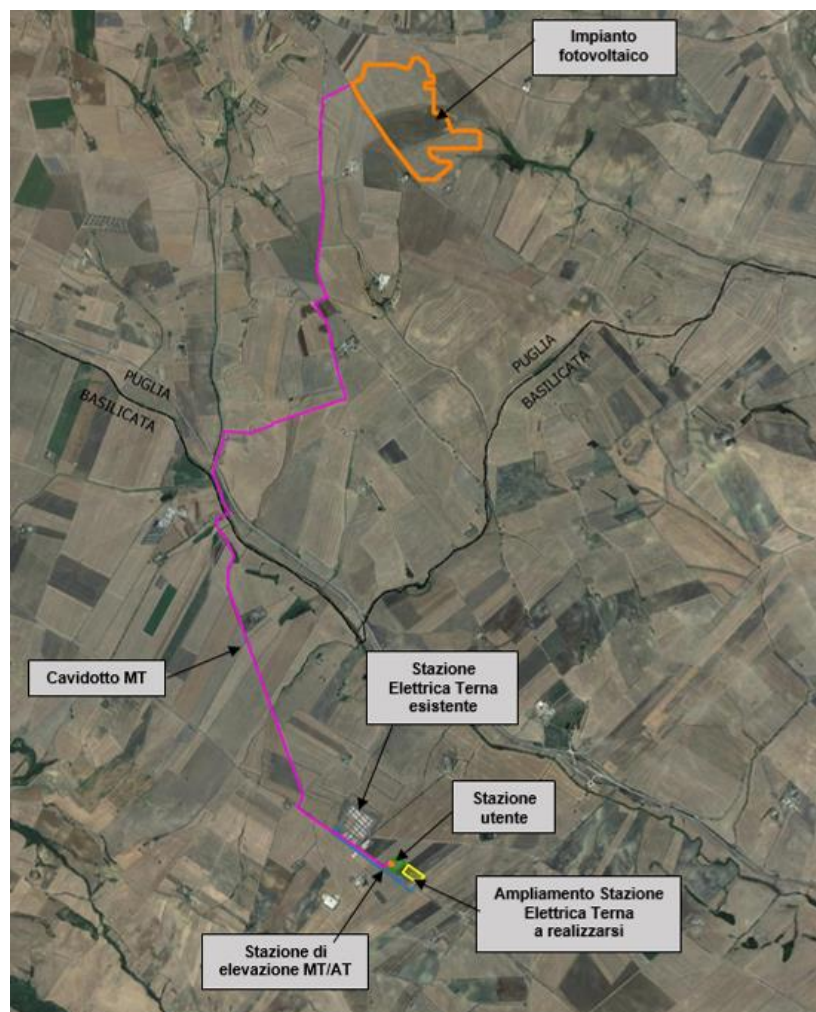 Impianto
fotovoltaico
PUGLIA
BASILICATA
PUGLIA
BASILICATA
Cavidotto MT
Stazione
Elettrica Terna
esistente
Stazione
utente
Ampliamento Stazione
Elettrica Terna
a realizzarsi
Stazione di
elevazione MT/AT